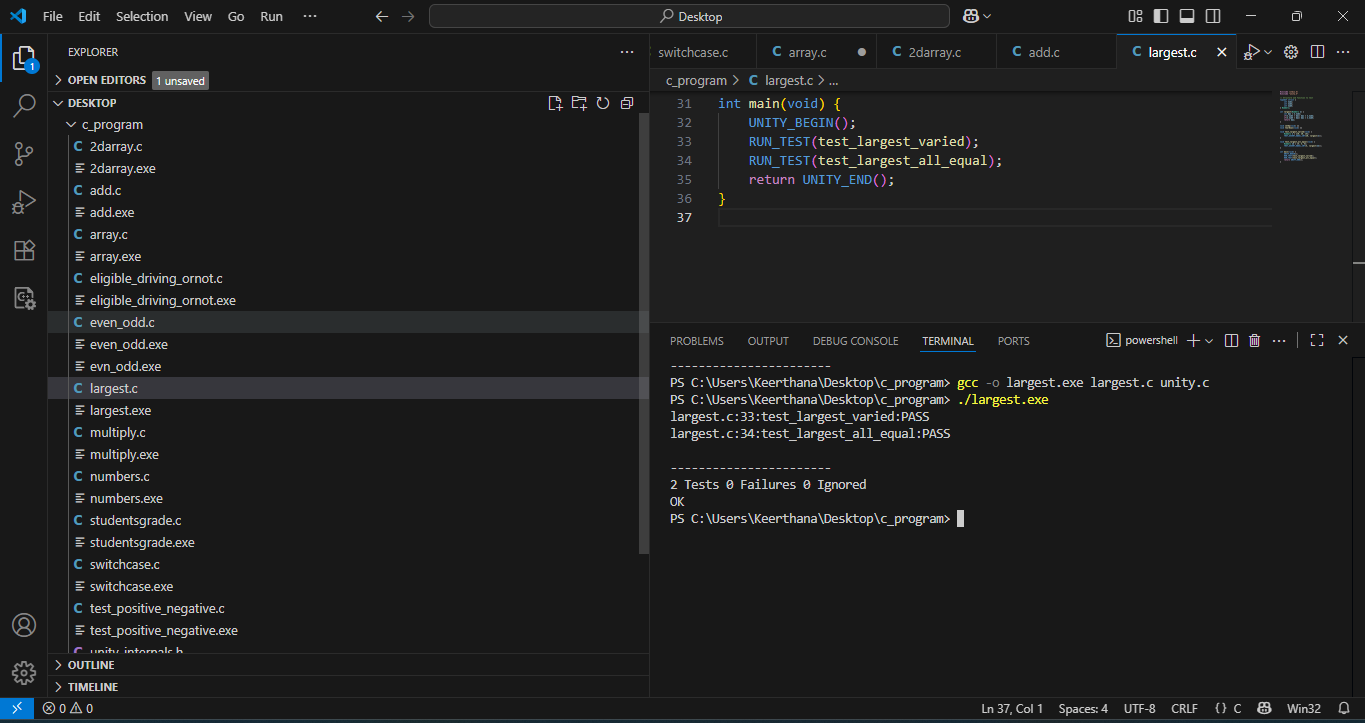 File Edit Selection View Go Run ··· Desktop
EXPLORER
OPEN EDITORS 1 unsaved
DESKTOP
c_program
C 2darray.c
2darray.exe
C add.c
add.exe
C array.c
array.exe
C eligible_driving_ornot.c
eligible_driving_ornot.exe
C even_odd.c
even_odd.exe
evn_odd.exe
C largest.c
largest.exe
C multiply.c
multiply.exe
C numbers.c
numbers.exe
C studentsgrade.c
studentsgrade.exe
C switchcase.c
switchcase.exe
C test_positive_negative.c
test_positive_negative.exe
C unity_internals.h
OUTLINE
TIMELINE
1
switchcase.c C array.c C 2darray.c C add.c C largest.c
c_program > C largest.c > ...
31 int main(void) {
32 UNITY_BEGIN();
33 RUN_TEST(test_largest_varied);
34 RUN_TEST(test_largest_all_equal);
35 return UNITY_END();
36 }
37
PROBLEMS OUTPUT DEBUG CONSOLE TERMINAL PORTS powershell
-----------------------
PS C:\Users\Keerthana\Desktop\c_program> gcc -o largest.exe largest.c unity.c
PS C:\Users\Keerthana\Desktop\c_program> ./largest.exe
largest.c:33:test_largest_varied:PASS
largest.c:34:test_largest_all_equal:PASS
-----------------------
2 Tests 0 Failures 0 Ignored
OK
PS C:\Users\Keerthana\Desktop\c_program>
0 0 Ln 37, Col 1 Spaces: 4 UTF-8 CRLF {} C Win32